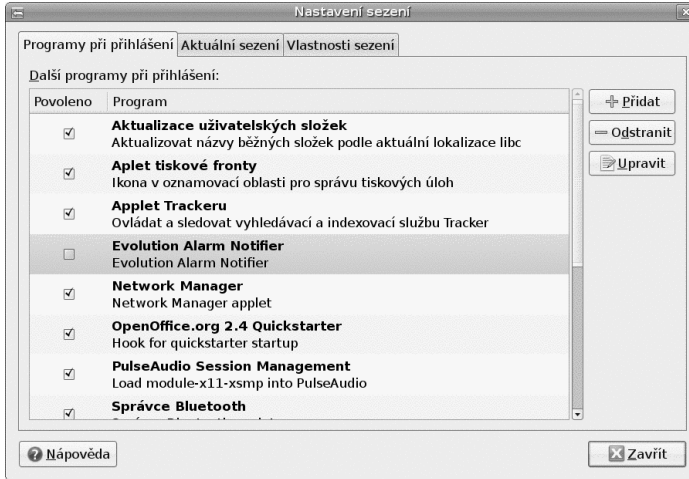 Nastavení sezení
Programy při přihlášení Aktuální sezení Vlastnosti sezení
Další programy při přihlášení:
Povoleno Program
Přidat
Odstranit
Upravit
Aktualizace uživatelských složek
Aktualizovat názvy běžných složek podle aktuální lokalizace libc
Aplet tiskové fronty
Ikona v oznamovací oblasti pro správu tiskových úloh
Applet Trackeru
Ovládat a sledovat vyhledávací a indexovací službu Tracker
Evolution Alarm Notifier
Evolution Alarm Notifier
Network Manager
Network Manager applet
OpenOffice.org 2.4 Quickstarter
Hook for quickstarter startup
PulseAudio Session Management
Load module-x11-xsmp into PulseAudio
Správce Bluetooth
Nápověda
Zavřít